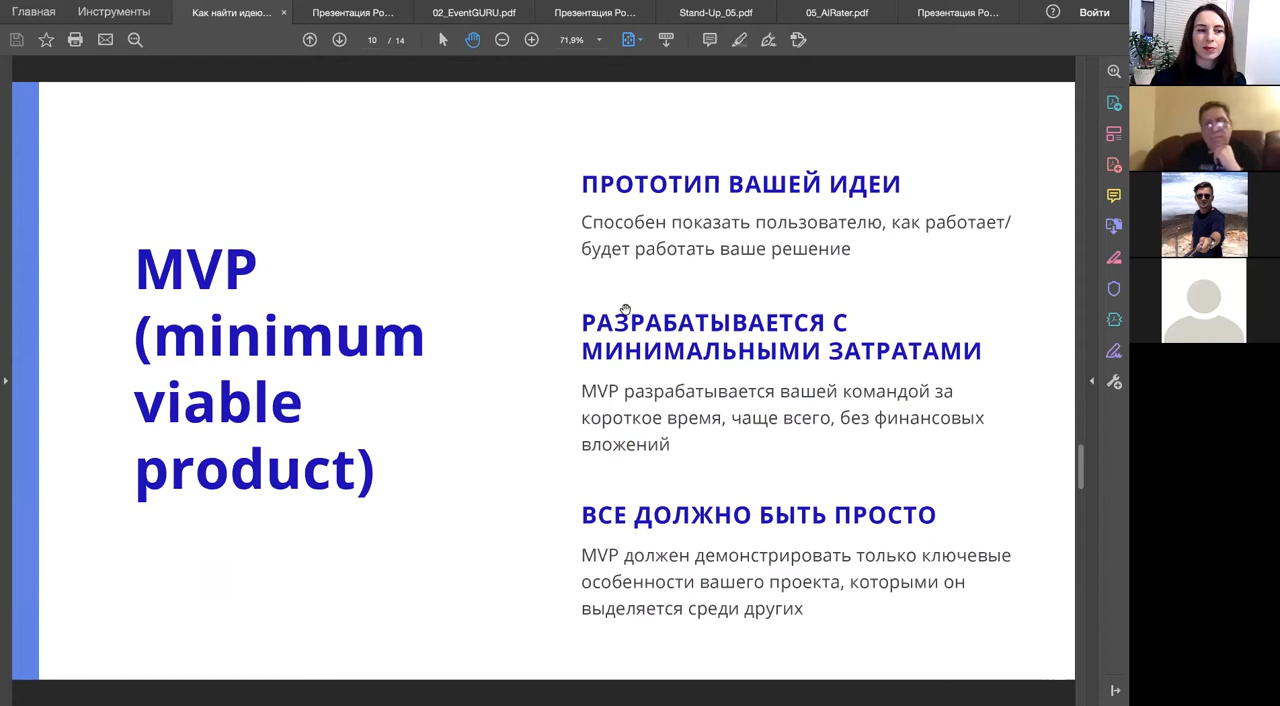 Главная
Инструменты
Как найти идею...
×
Презентация Ро...
02_EventGURU.pdf
Презентация Ро...
Stand-Up_05.pdf
05_AIRater.pdf
Презентация Ро...
Войти
10 / 14
71,9%
MVP
(minimum
viable
product)
ПРОТОТИП ВАШЕЙ ИДЕИ
Способен показать пользователю, как работает/
будет работать ваше решение
РАЗРАБАТЫВАЕТСЯ С
МИНИМАЛЬНЫМИ ЗАТРАТАМИ
MVP разрабатывается вашей командой за
короткое время, чаще всего, без финансовых
вложений
ВСЕ ДОЛЖНО БЫТЬ ПРОСТО
MVP должен демонстрировать только ключевые
особенности вашего проекта, которыми он
выделяется среди других